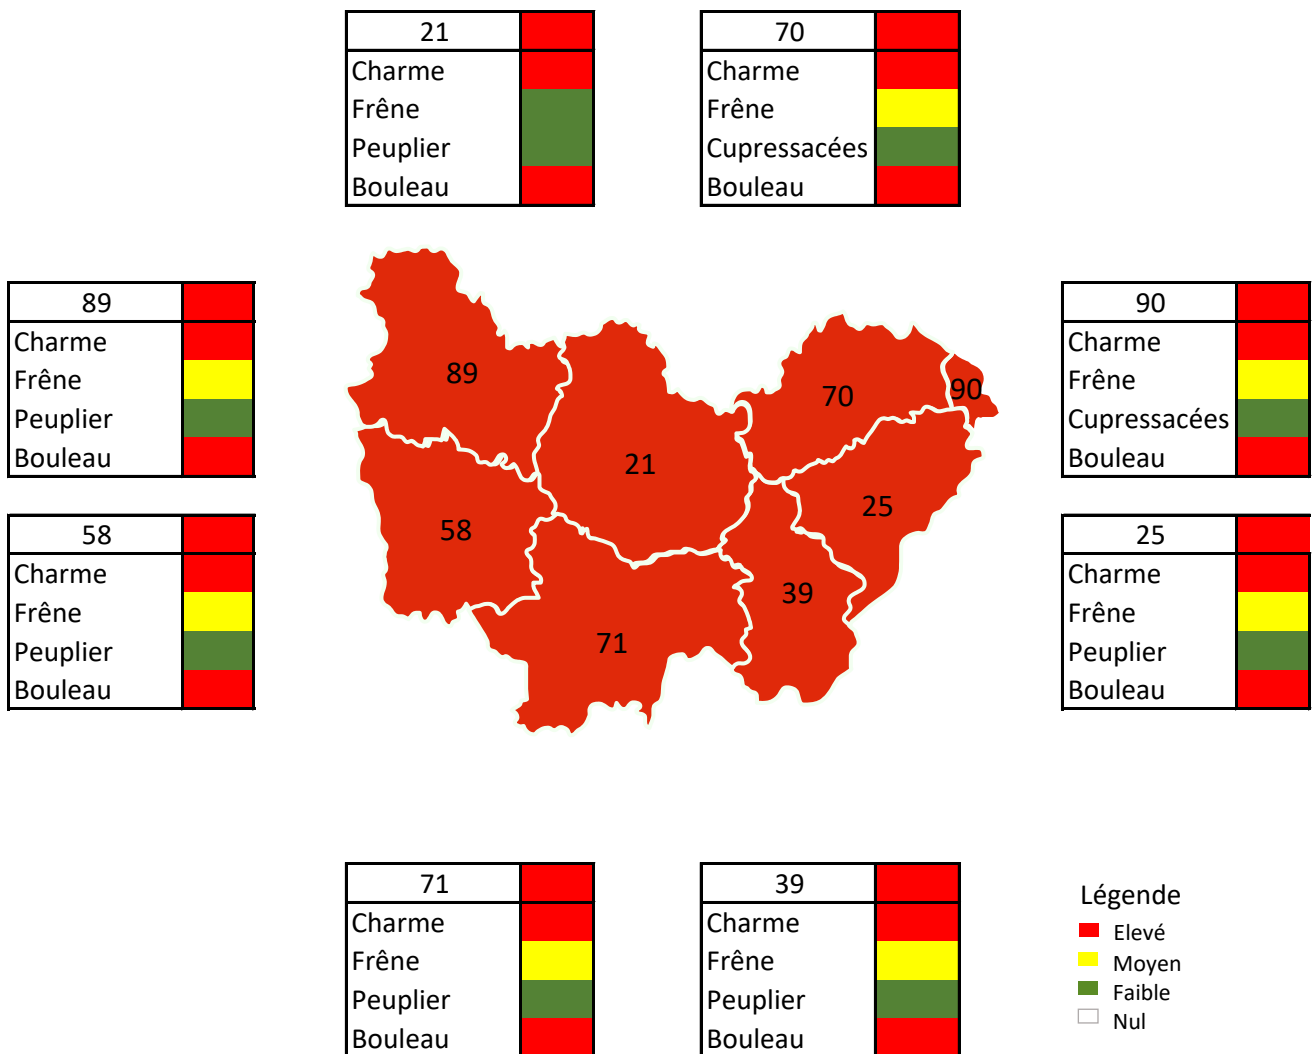 21
Charme
Frêne
Peuplier
Bouleau
70
Charme
Frêne
Cupressacées
Bouleau
89
Charme
Frêne
Peuplier
Bouleau
90
Charme
Frêne
Cupressacées
Bouleau
58
Charme
Frêne
Peuplier
Bouleau
25
Charme
Frêne
Peuplier
Bouleau
89
70
90
21
25
58
39
71
71
Charme
Frêne
Peuplier
Bouleau
39
Charme
Frêne
Peuplier
Bouleau
Légende
Elevé
Moyen
Faible
Nul